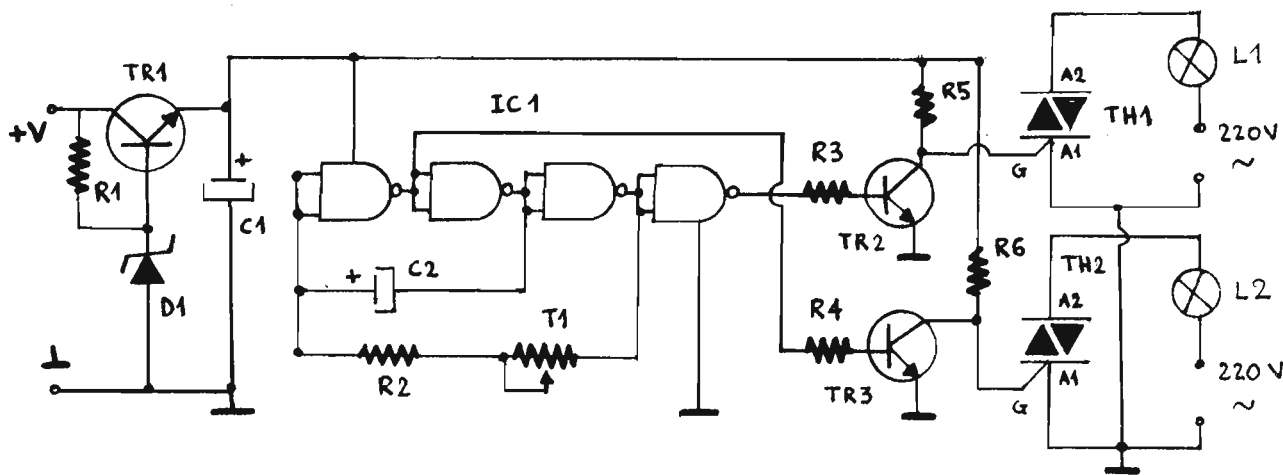 TR1
+V
R1
D1
+
C1
IC1
+
C2
R2
T1
R3
TR2
R4
TR3
R5
R6
A2
TH1
A1
G
L1
220V
~
TH2
A2
A1
G
L2
220V
~